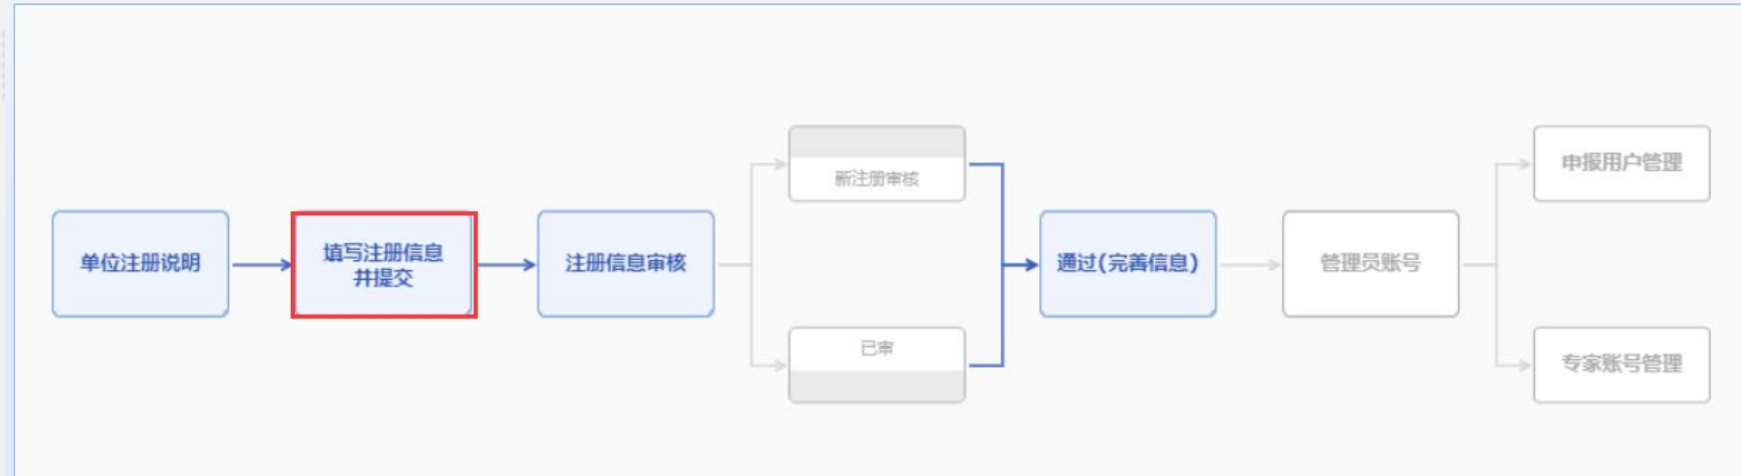 单位注册说明
填写注册信息
并提交
注册信息审核
新注册审核
已审
通过(完善信息)
管理员账号
申报用户管理
专家账号管理